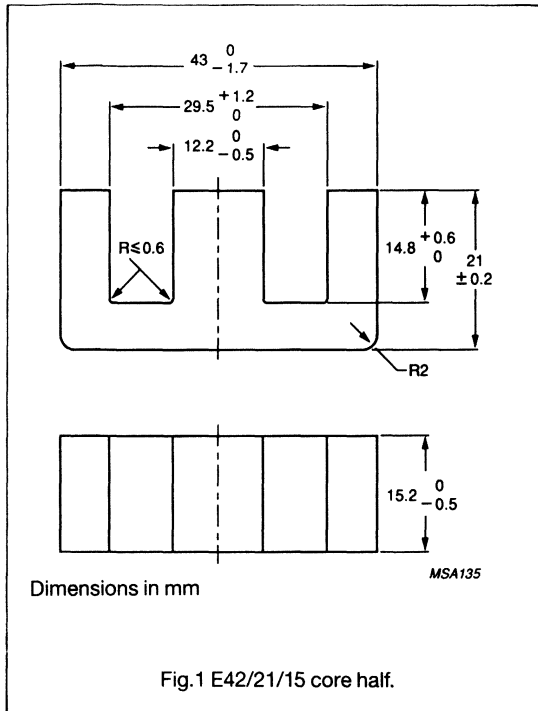 43 0 − 1.7
29.5 + 1.2 0
12.2 0 − 0.5
R ≤ 0.6
14.8 + 0.6 0
21 ± 0.2
R2
15.2 0 − 0.5
MSA135
Dimensions in mm
Fig.1 E42/21/15 core half.